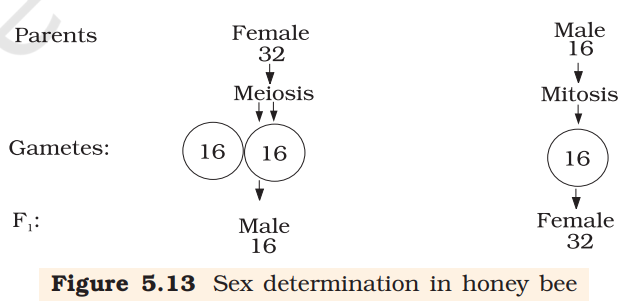 Parents Female Male
32 16
Meiosis Mitosis
Gametes: 16 16 16
F₁: Male Female
16 32
Figure 5.13 Sex determination in honey bee